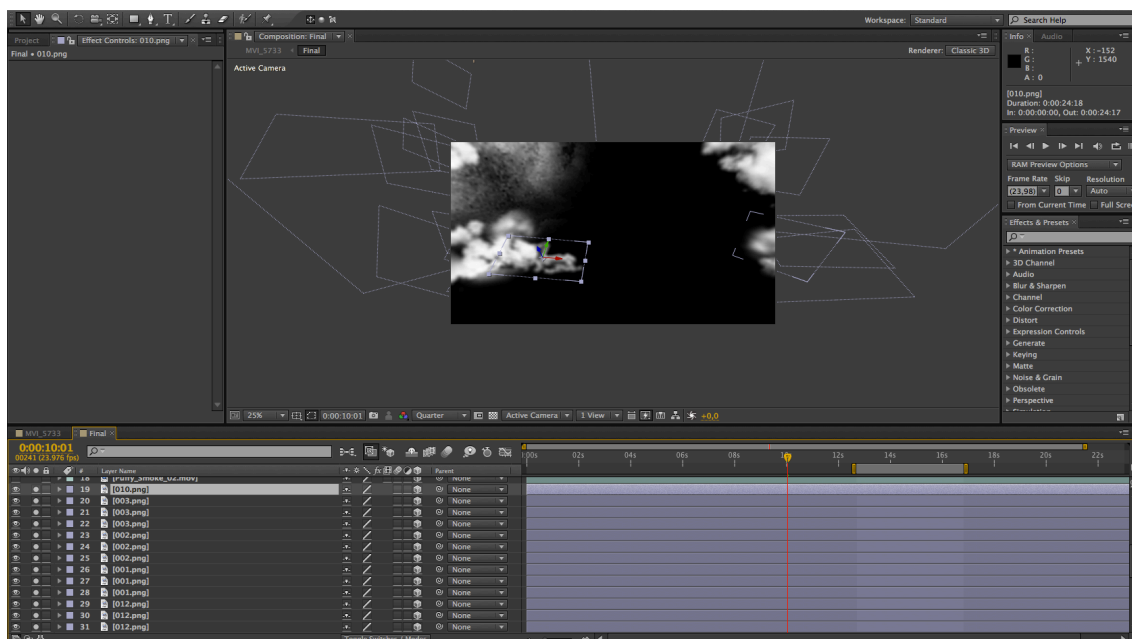 Workspace: Standard
Search Help
Project
Effect Controls: 010.png
Final • 010.png
Composition: Final
MVI_5733
Final
Renderer: Classic 3D
Active Camera
Info
Audio
R :
G :
B :
A : 0
X : -152
Y : 1540
[010.png]
Duration: 0:00:24:18
In: 0:00:00:00, Out: 0:00:24:17
Preview
RAM Preview Options
Frame Rate Skip Resolution
(23,98) 0 Auto
From Current Time Full Scre
Effects & Presets
* Animation Presets
3D Channel
Audio
Blur & Sharpen
Channel
Color Correction
Distort
Expression Controls
Generate
Keying
Matte
Noise & Grain
Obsolete
Perspective
25% 0:00:10:01 Quarter Active Camera 1 View +0,0
MVI_5733
Final
0:00:10:01
00241 (23.976 fps)
:00s 02s 04s 06s 08s 14s 16s 18s 20s 22s
# Layer Name Parent
18 [Puffy_Smoke_02.mov] None
19 [010.png] None
20 [003.png] None
21 [003.png] None
22 [003.png] None
23 [002.png] None
24 [002.png] None
25 [002.png] None
26 [001.png] None
27 [001.png] None
28 [001.png] None
29 [012.png] None
30 [012.png] None
31 [012.png] None
Toggle Switches / Modes